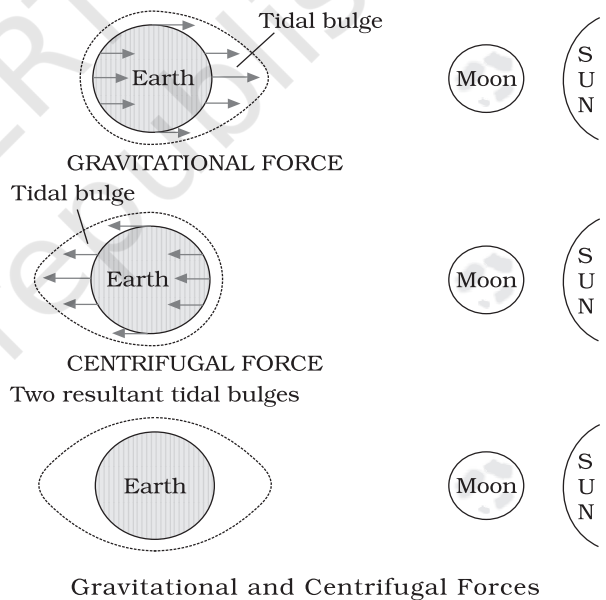 Tidal bulge
Earth
Moon
S
U
N
GRAVITATIONAL FORCE
Tidal bulge
Earth
Moon
S
U
N
CENTRIFUGAL FORCE
Two resultant tidal bulges
Earth
Moon
S
U
N
Gravitational and Centrifugal Forces